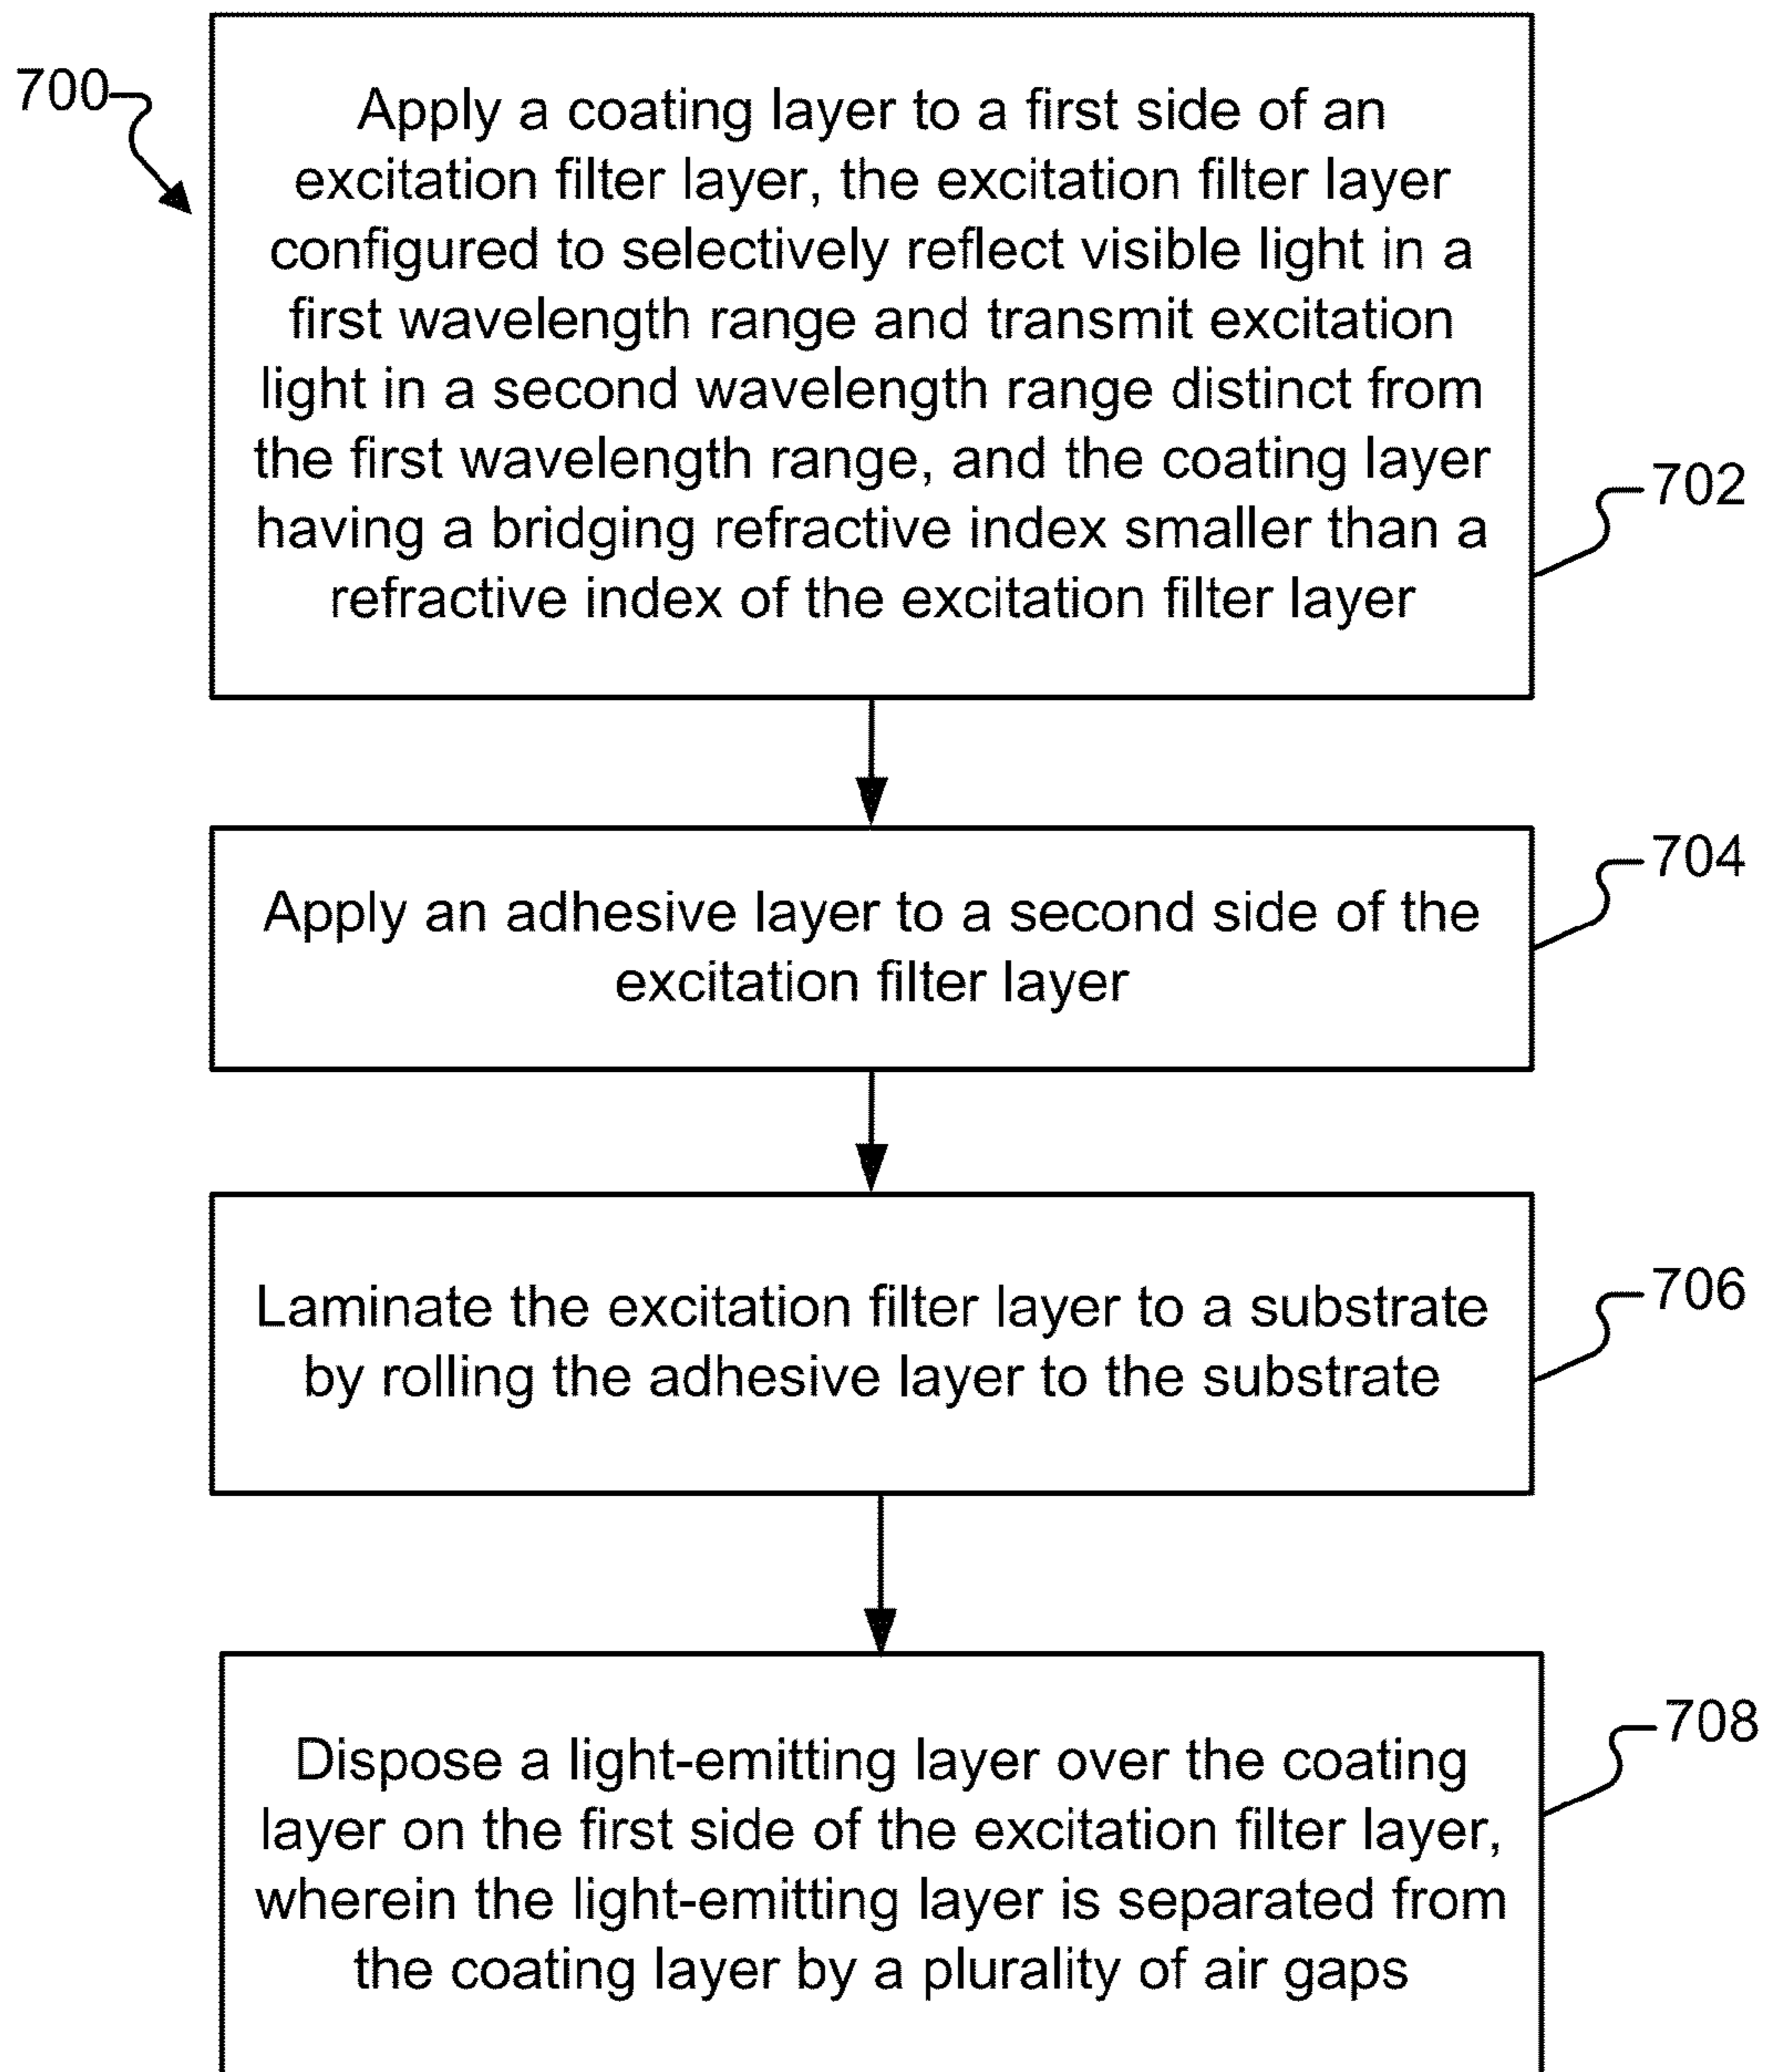 700
Apply a coating layer to a first side of an
excitation filter layer, the excitation filter layer
configured to selectively reflect visible light in a
first wavelength range and transmit excitation
light in a second wavelength range distinct from
the first wavelength range, and the coating layer
having a bridging refractive index smaller than a
refractive index of the excitation filter layer
702
Apply an adhesive layer to a second side of the
excitation filter layer
704
Laminate the excitation filter layer to a substrate
by rolling the adhesive layer to the substrate
706
Dispose a light-emitting layer over the coating
layer on the first side of the excitation filter layer,
wherein the light-emitting layer is separated from
the coating layer by a plurality of air gaps
708